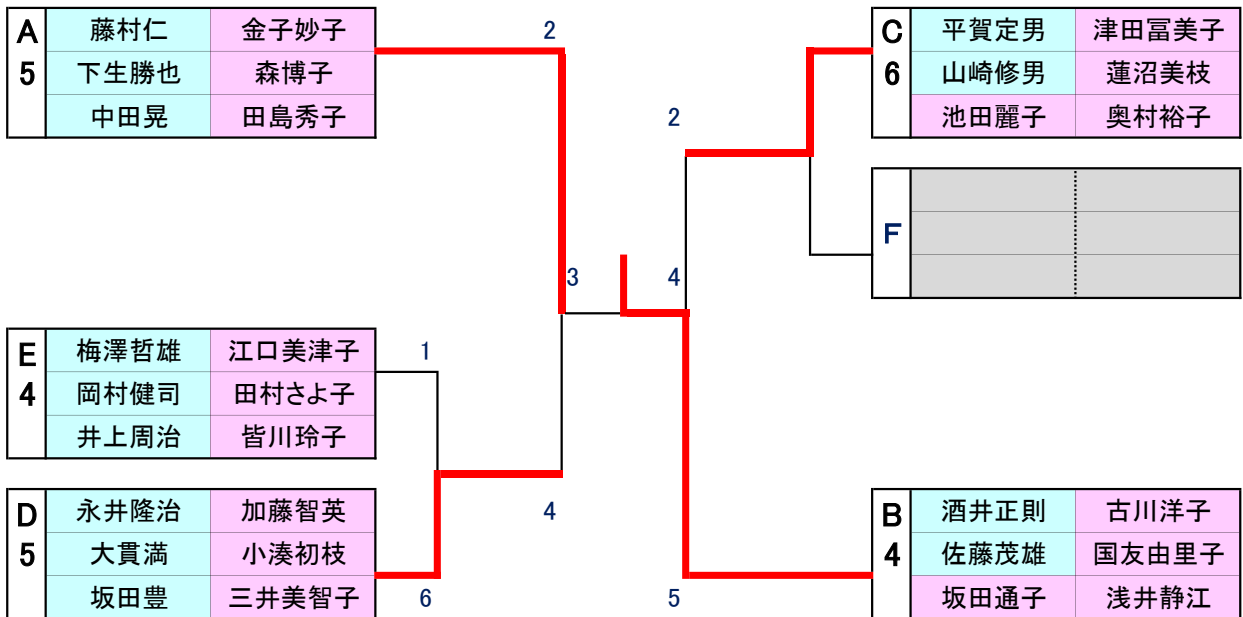 A 藤村仁 金子妙子
5 下生勝也 森博子
中田晃 田島秀子
2
C 平賀定男 津田冨美子
6 山崎修男 蓮沼美枝
池田麗子 奥村裕子
2
F
3 4
E 梅澤哲雄 江口美津子
4 岡村健司 田村さよ子
井上周治 皆川玲子
1
D 永井隆治 加藤智英
5 大貫満 小湊初枝
坂田豊 三井美智子
4
6
B 酒井正則 古川洋子
4 佐藤茂雄 国友由里子
坂田通子 浅井静江
5